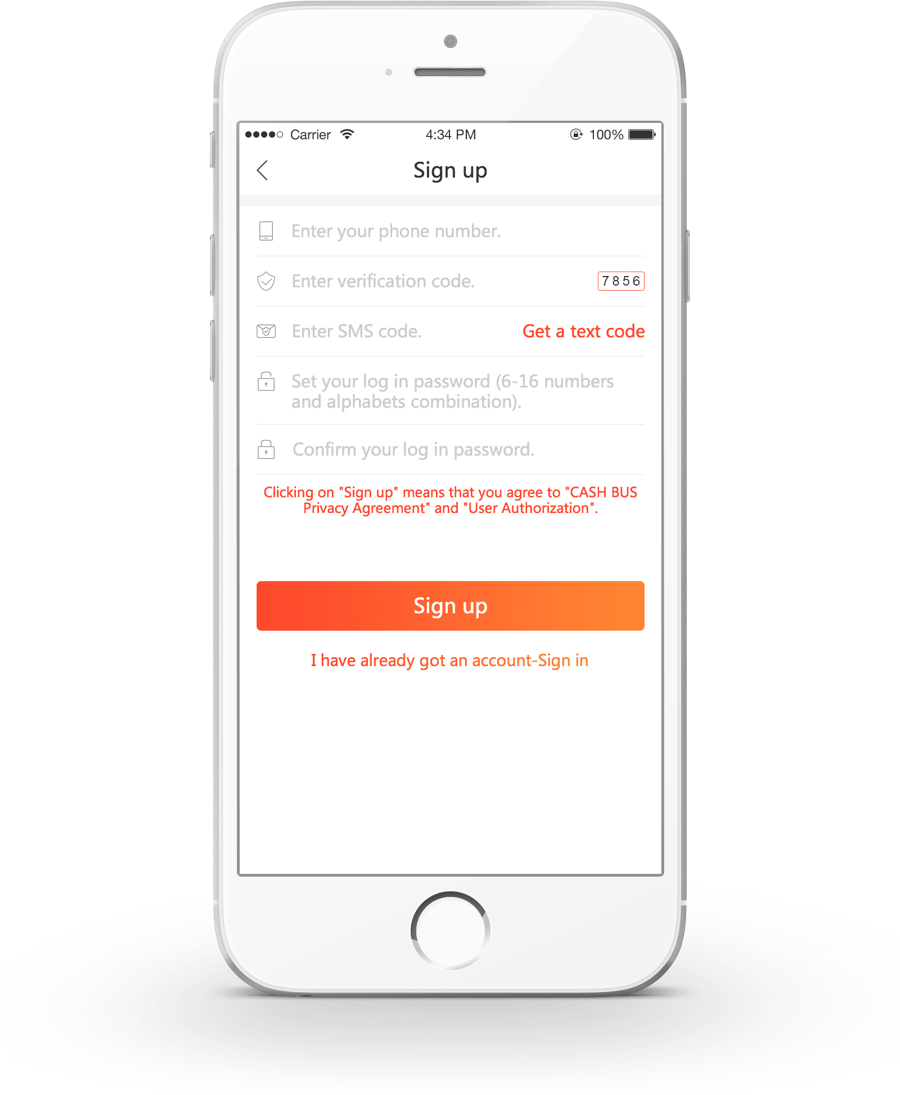 Carrier 4:34 PM 100%
Sign up
Enter your phone number.
Enter verification code. 7856
Enter SMS code. Get a text code
Set your log in password (6-16 numbers
and alphabets combination).
Confirm your log in password.
Clicking on "Sign up" means that you agree to "CASH BUS
Privacy Agreement" and "User Authorization".
Sign up
I have already got an account-Sign in